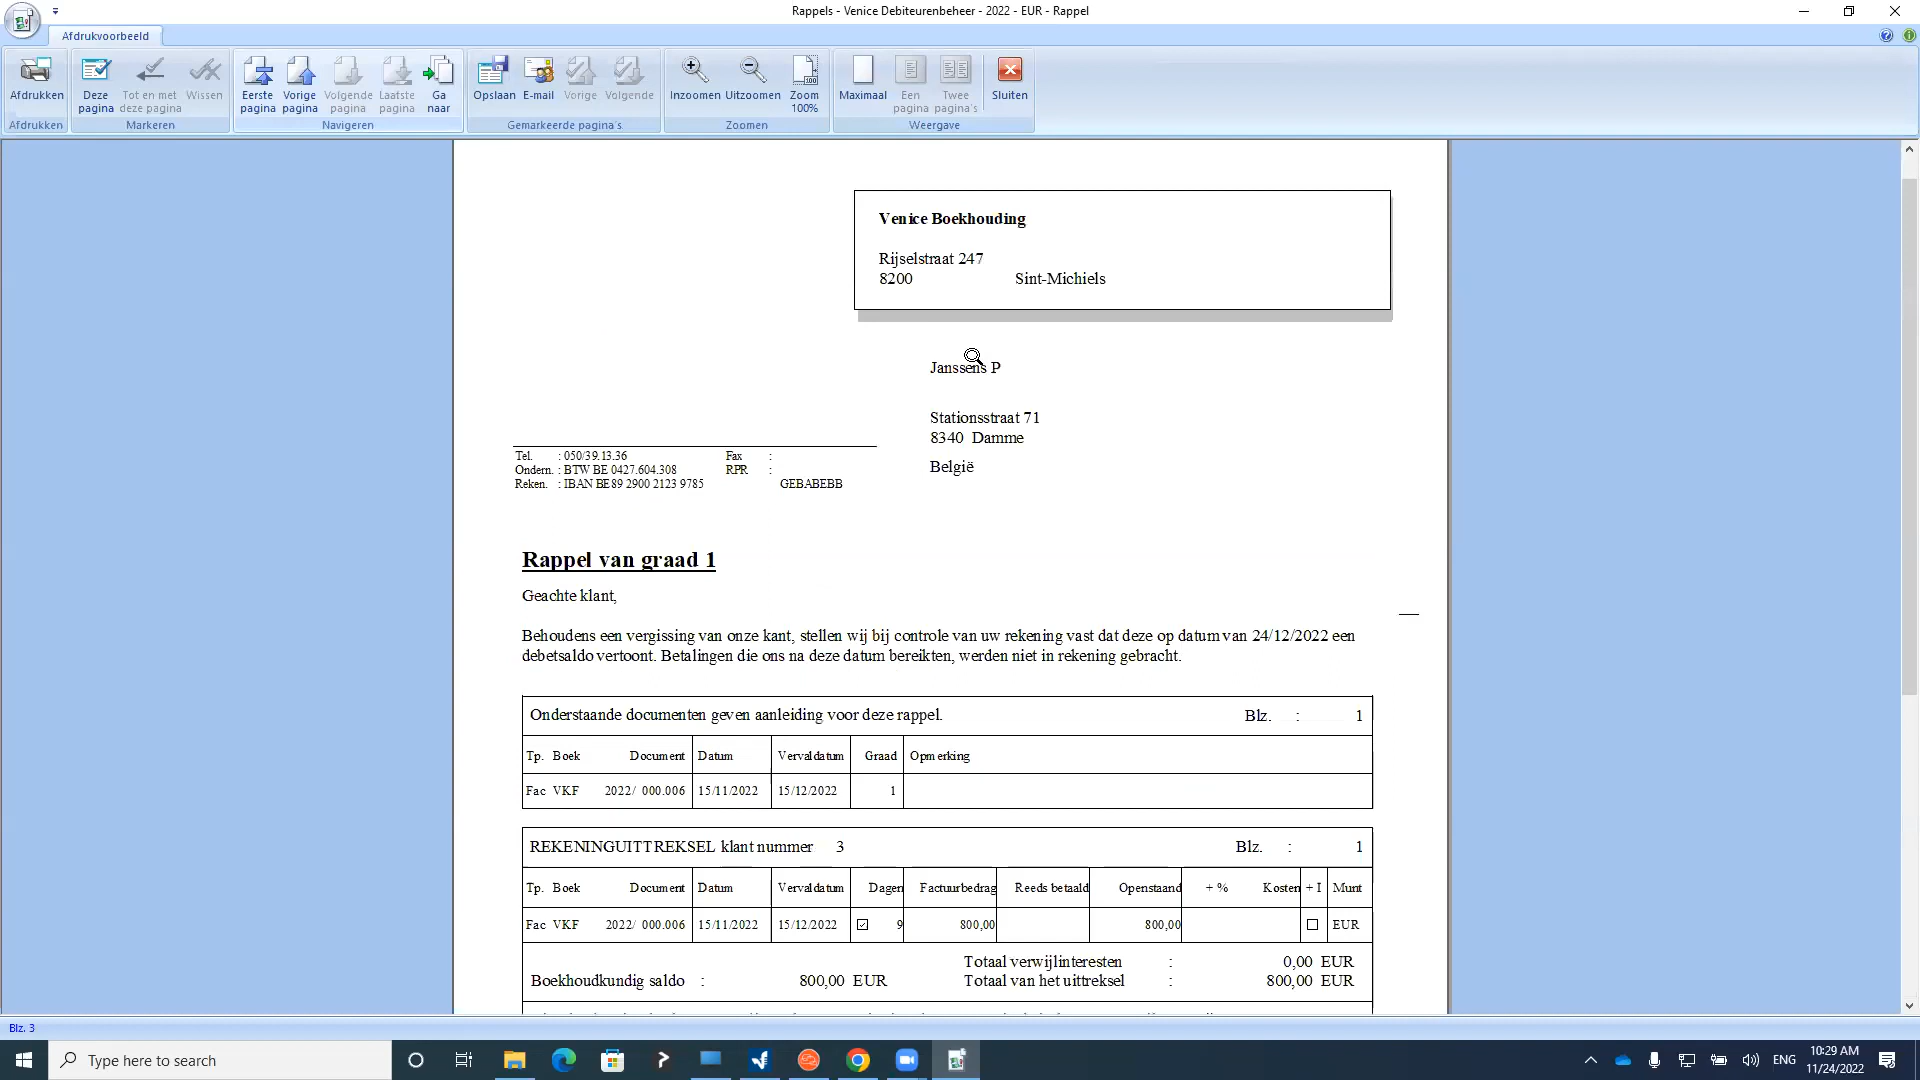 Rappels - Venice Debiteurenbeheer - 2022 - EUR - Rappel
Afdrukvoorbeeld
Afdrukken
Deze pagina
Tot en met deze pagina
Wissen
Eerste pagina
Vorige pagina
Volgende pagina
Laatste pagina
Ga naar
Opslaan
E-mail
Vorige
Volgende
Inzoomen
Uitzoomen
Zoom 100%
Maximaal
Een pagina
Twee pagina's
Sluiten
Afdrukken
Markeren
Navigeren
Gemarkeerde pagina's
Zoomen
Weergave
Venice Boekhouding
Rijselstraat 247
8200 Sint-Michiels
Janssens P
Stationsstraat 71
8340 Damme
België
Tel. : 050/39.13.36 Fax :
Ondern. : BTW BE 0427.604.308 RPR :
Reken. : IBAN BE89 2900 2123 9785 GEBABEBB
Rappel van graad 1
Geachte klant,
Behoudens een vergissing van onze kant, stellen wij bij controle van uw rekening vast dat deze op datum van 24/12/2022 een
debetsaldo vertoont. Betalingen die ons na deze datum bereikten, werden niet in rekening gebracht.
Onderstaande documenten geven aanleiding voor deze rappel. Blz. : 1
Tp. Boek Document Datum Vervaldatum Graad Opmerking
Fac VKF 2022/ 000.006 15/11/2022 15/12/2022 1
REKENINGUITTREKSEL klant nummer 3 Blz. : 1
Tp. Boek Document Datum Vervaldatum Dagen Factuurbedrag Reeds betaald Openstaand + % Kosten + I Munt
Fac VKF 2022/ 000.006 15/11/2022 15/12/2022 9 800,00 800,00 EUR
Totaal verwijlinteresten : 0,00 EUR
Boekhoudkundig saldo : 800,00 EUR Totaal van het uittreksel : 800,00 EUR
Blz. 3
Type here to search
ENG
10:29 AM
11/24/2022